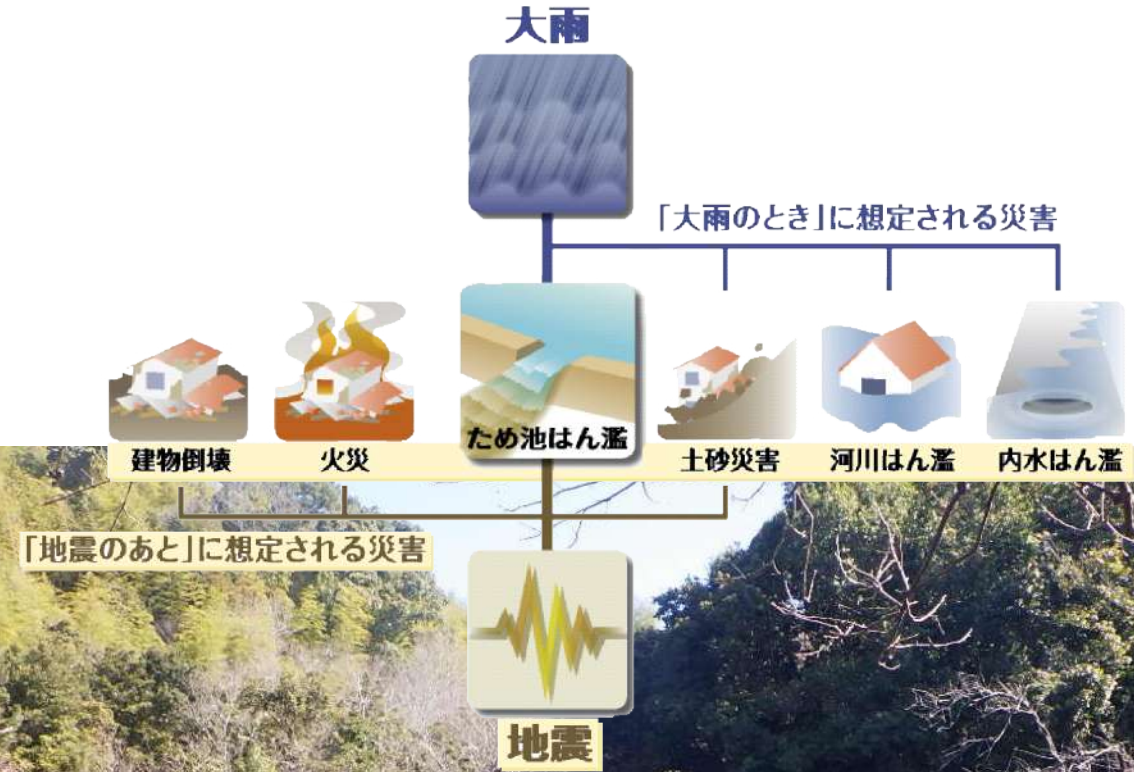 大雨
「大雨のとき」に想定される災害
建物倒壊
火災
ため池はん濫
土砂災害
河川はん濫
内水はん濫
「地震のあと」に想定される災害
地震